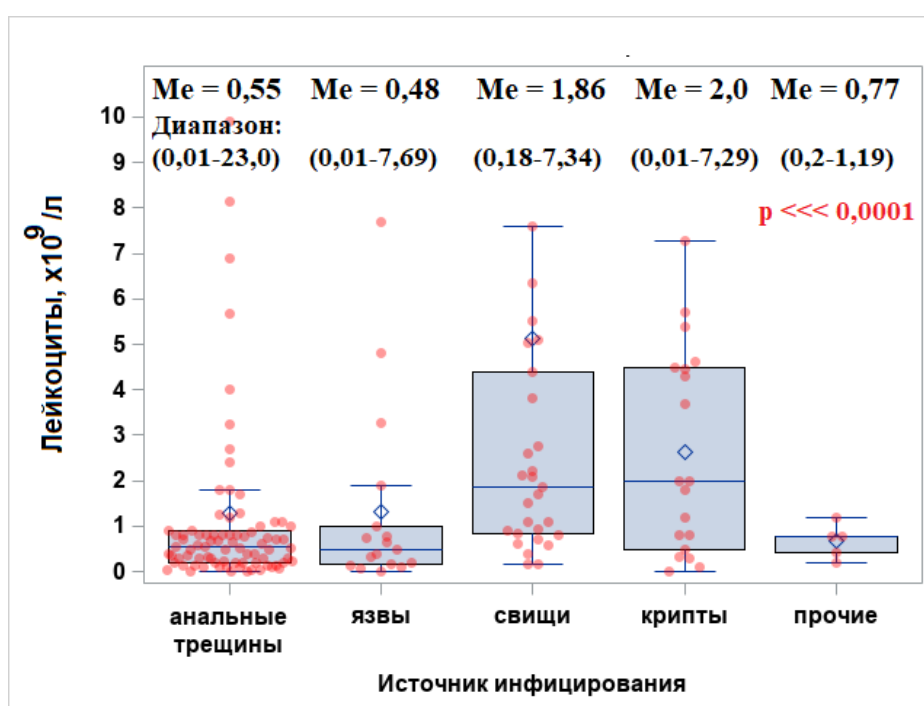 Me = 0,55 Me = 0,48 Me = 1,86 Me = 2,0 Me = 0,77
Диапазон:
(0,01-23,0) (0,01-7,69) (0,18-7,34) (0,01-7,29) (0,2-1,19)
p <<< 0,0001
10
9
8
7
6
5
4
3
2
1
0
Лейкоциты, x10^9 /л
анальные трещины язвы свищи крипты прочие
Источник инфицирования